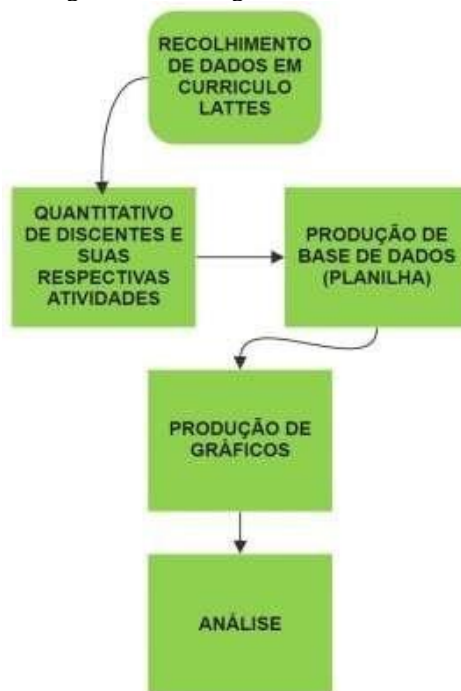 RECOLHIMENTO
DE DADOS EM
CURRICULO
LATTES
QUANTITATIVO
DE DISCENTES E
SUAS
RESPECTIVAS
ATIVIDADES
PRODUÇÃO DE
BASE DE DADOS
(PLANILHA)
PRODUÇÃO DE
GRÁFICOS
ANÁLISE